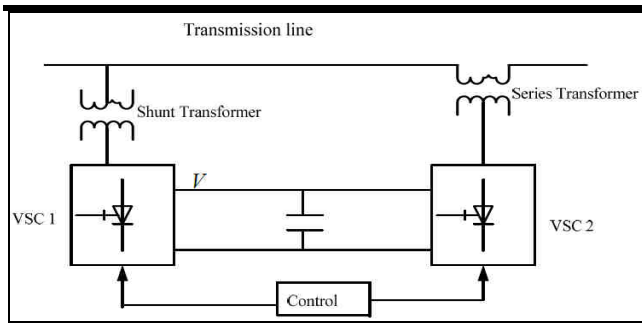 Transmission line
Shunt Transformer
Series Transformer
V
VSC 1
VSC 2
Control